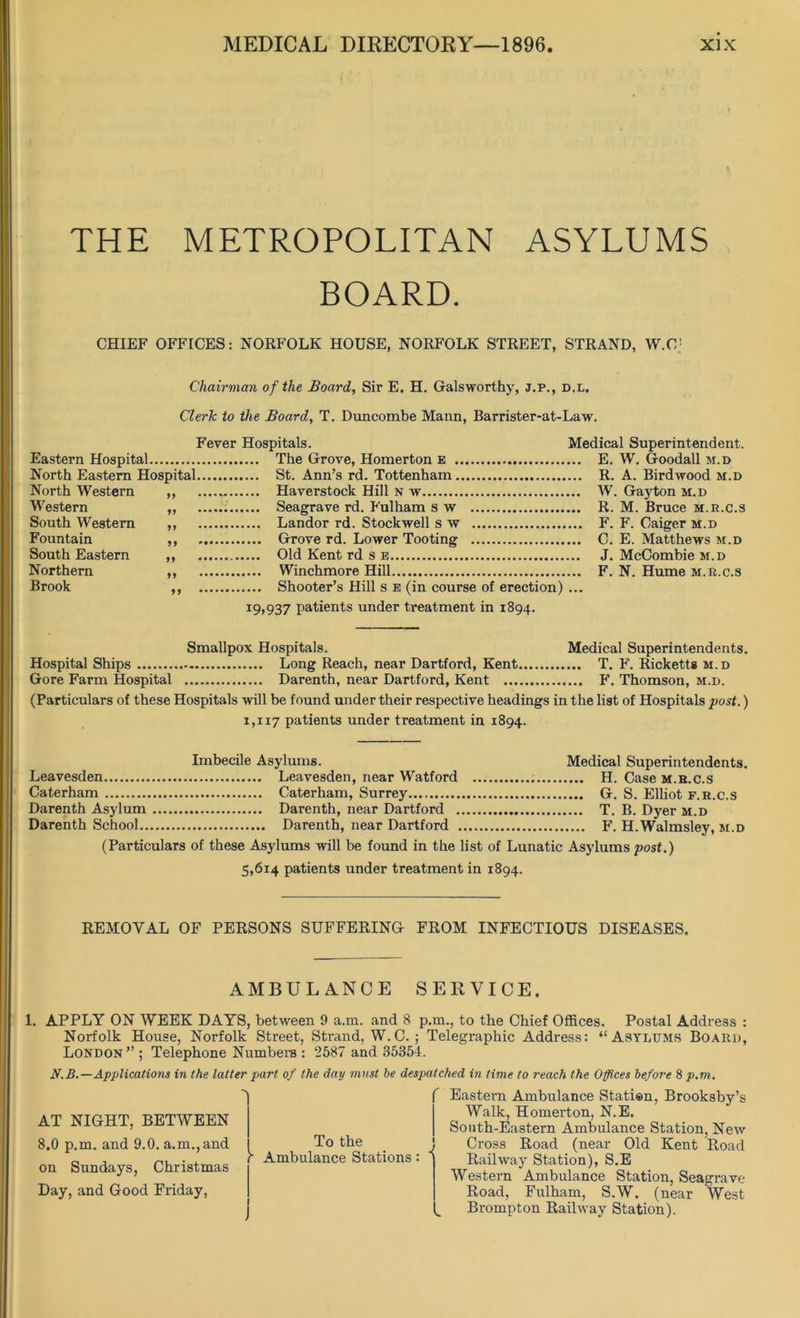 MEDICAL DIRECTORY—1896. xix
THE METROPOLITAN ASYLUMS
BOARD.
CHIEF OFFICES: NORFOLK HOUSE, NORFOLK STREET, STRAND, W.C.
Chairman of the Board, Sir E. H. Galsworthy, J.P., D.L.
Clerk to the Board, T. Duncombe Mann, Barrister-at-Law.
Fever Hospitals. Medical Superintendent.
Eastern Hospital............ The Grove, Homerton E ............ E. W. Goodall M.D
North Eastern Hospital............ St. Ann's rd. Tottenham............ R. A. Birdwood M.D
North Western ,, ............ Haverstock Hill N W............ W. Gayton M.D
Western ,, ............ Seagrave rd. Fulham S W ............ R. M. Bruce M.R.C.S
South Western ,, ............ Landor rd. Stockwell S W ............ F. F. Caiger M.D
Fountain ,, ............ Grove rd. Lower Tooting ............ C. E. Matthews M.D
South Eastern ,, ............ Old Kent rd S E............ J. McCombie M.D
Northern ,, ............ Winchmore Hill............ F. N. Hume M.R.C.S
Brook ,, ............ Shooter's Hill S E (in course of erection) ...
19,937 patients under treatment in 1894.
Smallpox Hospitals. Medical Superintendents.
Hospital Ships ............ Long Reach, near Dartford, Kent............ T. F. Ricketts M.D
Gore Farm Hospital ............ Darenth, near Dartford, Kent ............ F. Thomson, M.D.
(Particulars of these Hospitals will be found under their respective headings in the list of Hospitals post.)
1,117 patients under treatment in 1894.
Imbecile Asylums. Medical Superintendents.
Leavesden............ Leavesden, near Watford ............ H. Case M.R.C.S
Caterham ............ Caterham, Surrey............ G. S. Elliot F.R.C.S
Darenth Asylum ............ Darenth, near Dartford ............ T. B. Dyer M.D
Darenth School............ Darenth, near Dartford ............ F. H. Walmsley, M.D
(Particulars of these Asylums will be found in the list of Lunatic Asylums post.)
5,614 patients under treatment in 1894.
REMOVAL OF PERSONS SUFFERING FROM INFECTIOUS DISEASES.
AMBULANCE SERVICE.
1. APPLY ON WEEK DAYS, between 9 a.m. and 8 p.m., to the Chief Offices. Postal Address :
Norfolk House, Norfolk Street, Strand, W.C. ; Telegraphic Address: "ASYLUMS BOARD,
LONDON" ; Telephone Numbers : 2587 and 35354.
N.B.—Applications in the latter part of the day must be despatched in time to reach the Offices before 8 p.m.
AT NIGHT, BETWEEN
8.0 p.m. and 9.0. a.m., and
on Sundays, Christmas
Day, and Good Friday,
To the
Ambulance Stations :
Eastern Ambulance Station, Brooksby's
Walk, Homerton, N.E.
South-Eastern Ambulance Station, New
Cross Road (near Old Kent Road
Railway Station), S.E
Western Ambulance Station, Seagrave
Road, Fulham, S.W. (near West
Brompton Railway Station).